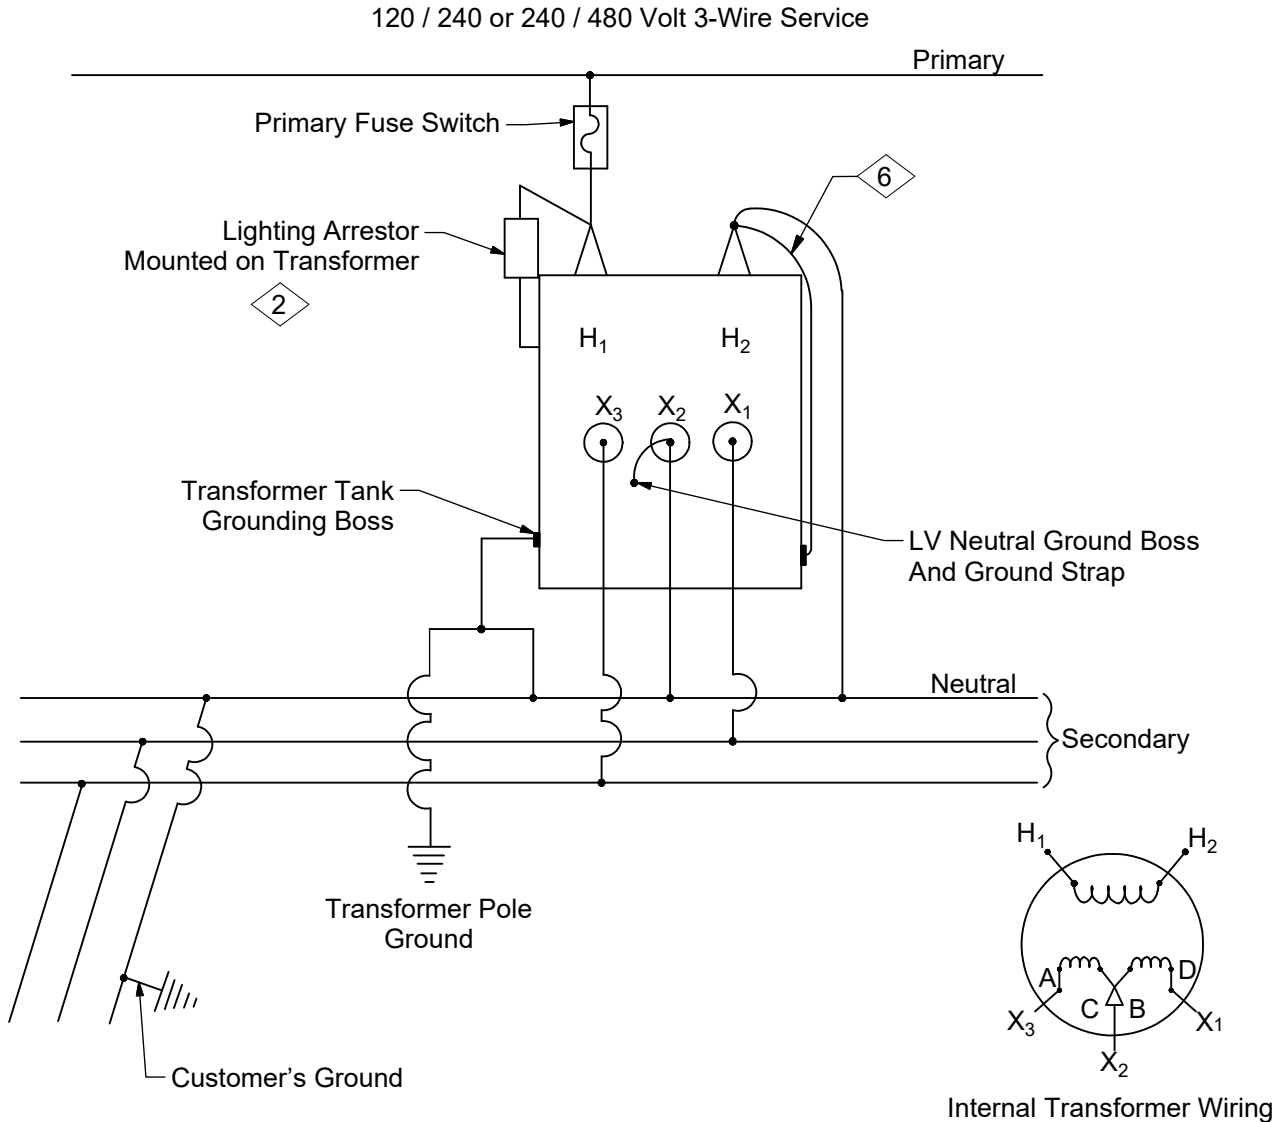 120 / 240 or 240 / 480 Volt 3-Wire Service
Primary
Primary Fuse Switch
6
Lighting Arrestor
Mounted on Transformer
2
H1
H2
X3
X2
X1
Transformer Tank
Grounding Boss
LV Neutral Ground Boss
And Ground Strap
Neutral
Secondary
Transformer Pole
Ground
Customer’s Ground
H1
H2
A
D
C
B
X3
X1
X2
Internal Transformer Wiring